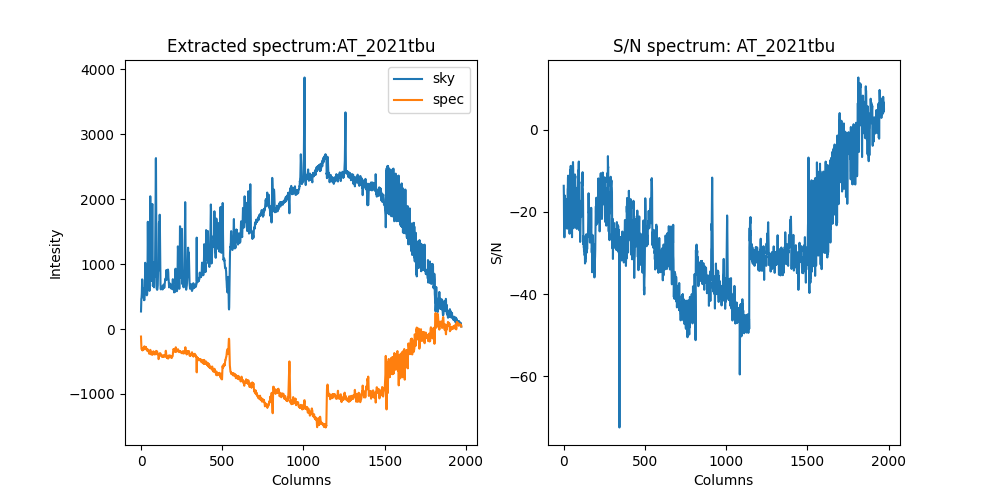 Extracted spectrum:AT_2021tbu
4000
3000
2000
1000
0
−1000
Intesity
0
500
1000
1500
2000
Columns
sky
spec
S/N spectrum: AT_2021tbu
0
−20
−40
−60
S/N
0
500
1000
1500
2000
Columns